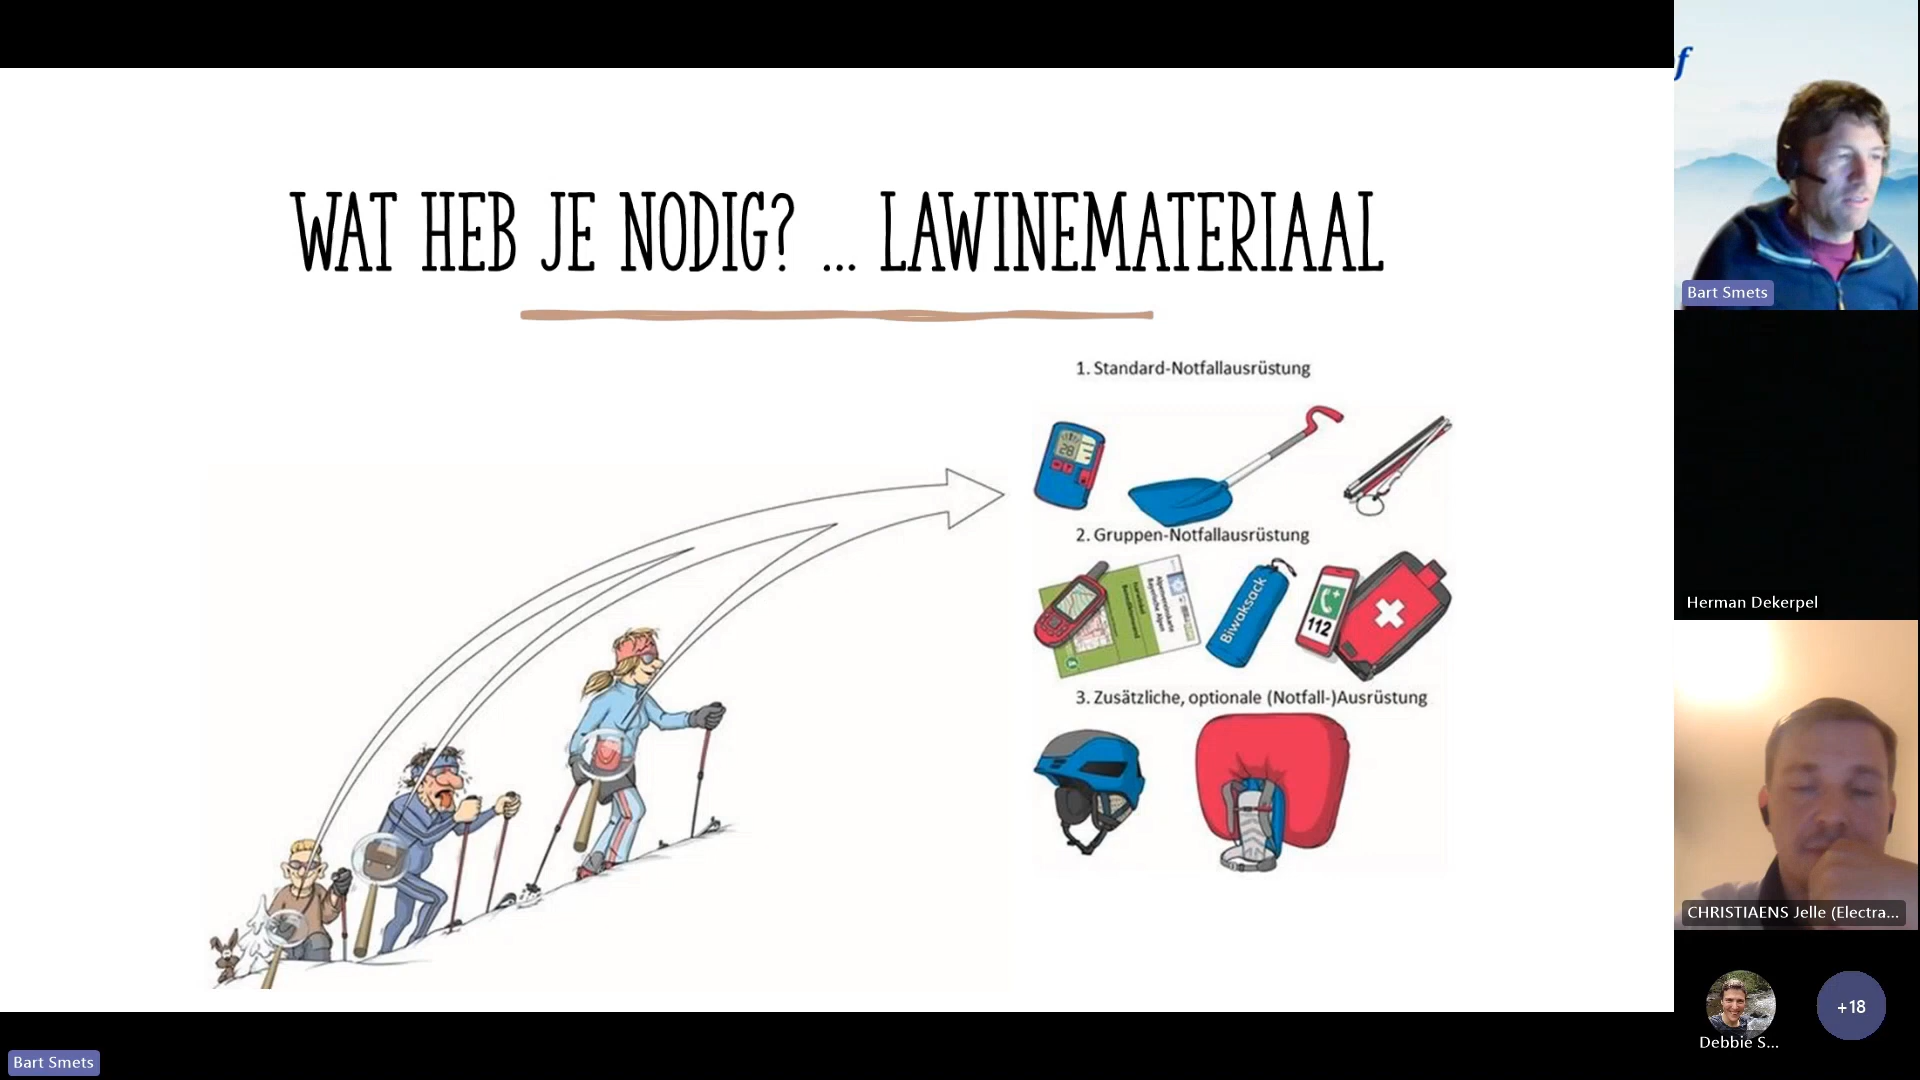 WAT HEB JE NODIG? ... LAWINEMATERIAAL
1. Standard-Notfallausrüstung
28
2. Gruppen-Notfallausrüstung
Biwaksack
112
3. Zusätzliche, optionale (Notfall-)Ausrüstung
f
Bart Smets
Herman Dekerpel
CHRISTIAENS Jelle (Electra...
Debbie S...
+18
Bart Smets